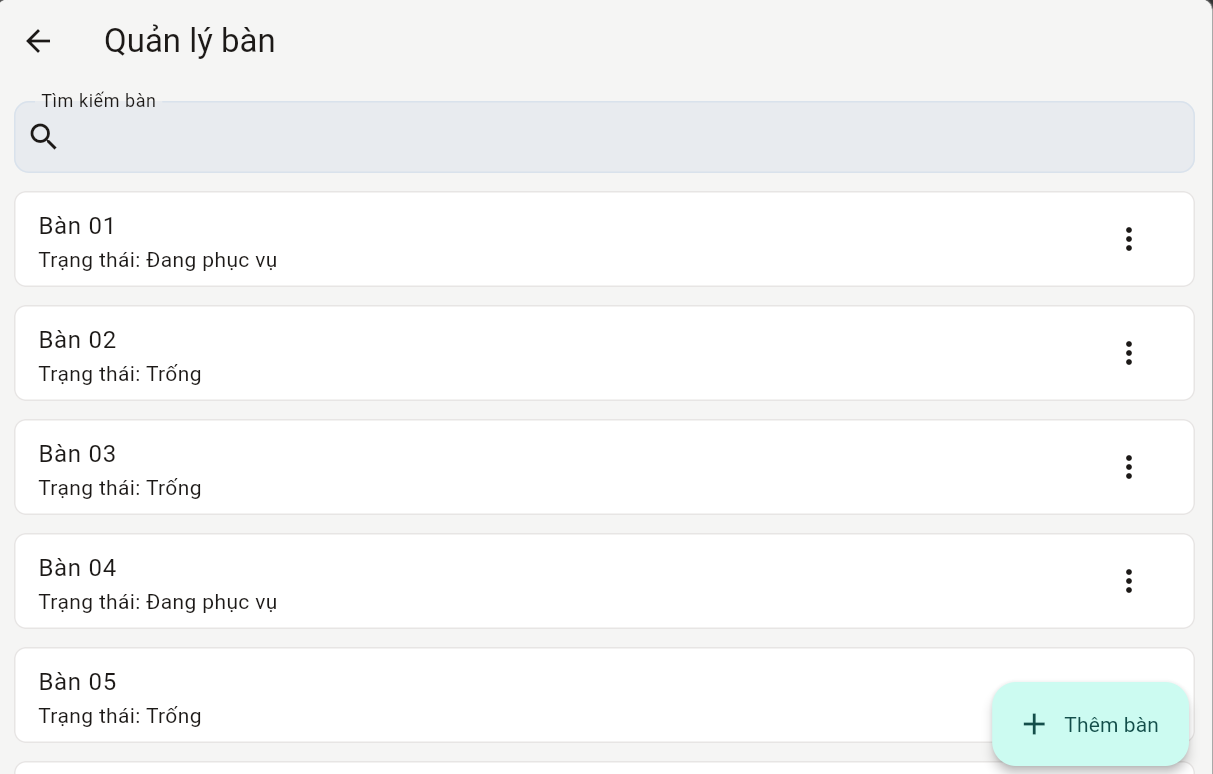 Quản lý bàn
Tìm kiếm bàn
Bàn 01
Trạng thái: Đang phục vụ
Bàn 02
Trạng thái: Trống
Bàn 03
Trạng thái: Trống
Bàn 04
Trạng thái: Đang phục vụ
Bàn 05
Trạng thái: Trống
Thêm bàn